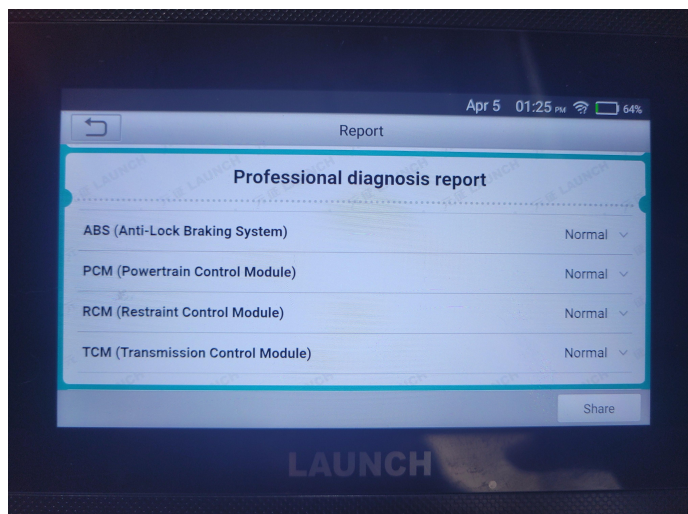 Apr 5 01:25 PM 64%
Report
Professional diagnosis report
ABS (Anti-Lock Braking System) Normal
PCM (Powertrain Control Module) Normal
RCM (Restraint Control Module) Normal
TCM (Transmission Control Module) Normal
Share
LAUNCH